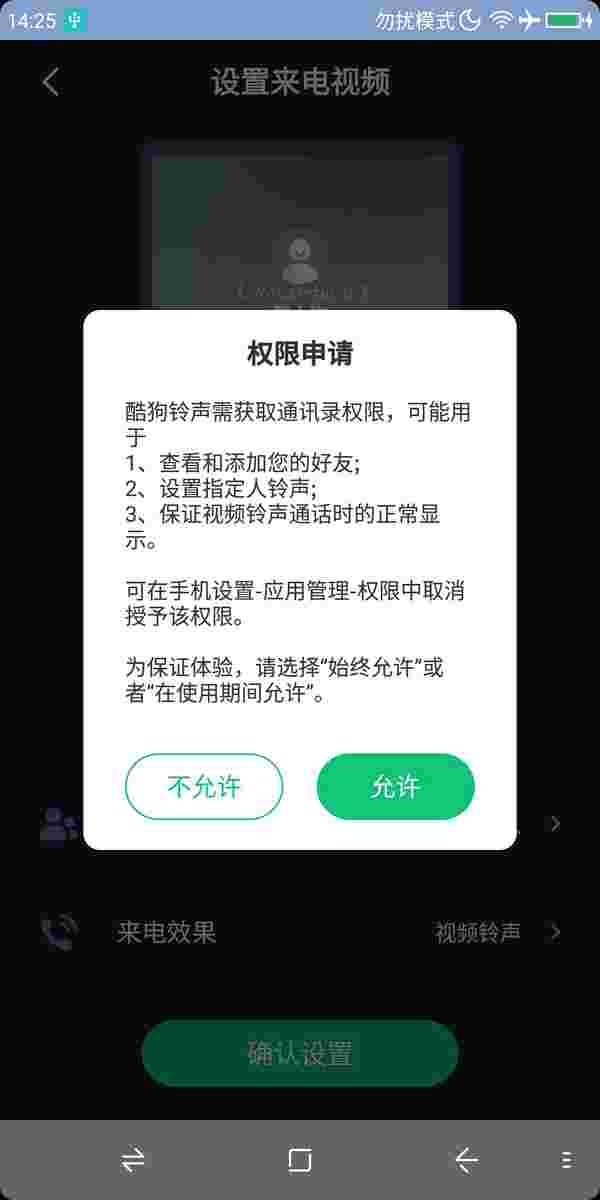 14:25
勿扰模式
设置来电视频
权限申请
酷狗铃声需获取通讯录权限，可能用
于
1、查看和添加您的好友;
2、设置指定人铃声;
3、保证视频铃声通话时的正常显
示。
可在手机设置-应用管理-权限中取消
授予该权限。
为保证体验，请选择“始终允许”或
者“在使用期间允许”。
不允许
允许
来电效果
视频铃声
确认设置